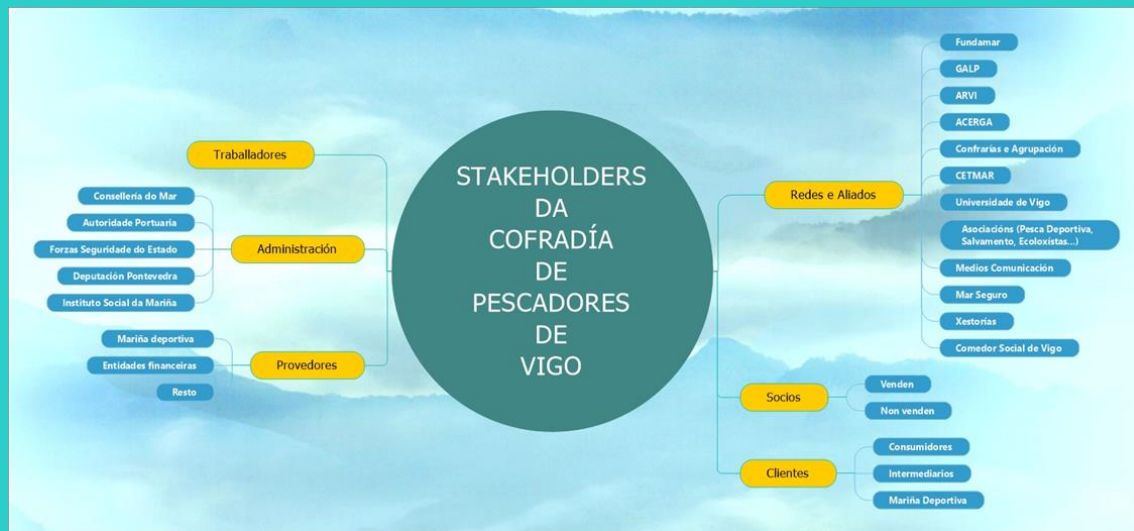 STAKEHOLDERS
DA
COFRADÍA
DE
PESCADORES
DE
VIGO
Traballadores
Administración
Consellería do Mar
Autoridade Portuaria
Forzas Seguridade do Estado
Deputación Pontevedra
Instituto Social da Mariña
Provedores
Mariña deportiva
Entidades financeiras
Resto
Redes e Aliados
Fundamar
GALP
ARVI
ACERGA
Confrarías e Agrupación
CETMAR
Universidade de Vigo
Asociacións (Pesca Deportiva,
Salvamento, Ecoloxistas...)
Medios Comunicación
Mar Seguro
Xestorías
Comedor Social de Vigo
Socios
Venden
Non venden
Clientes
Consumidores
Intermediarios
Mariña Deportiva